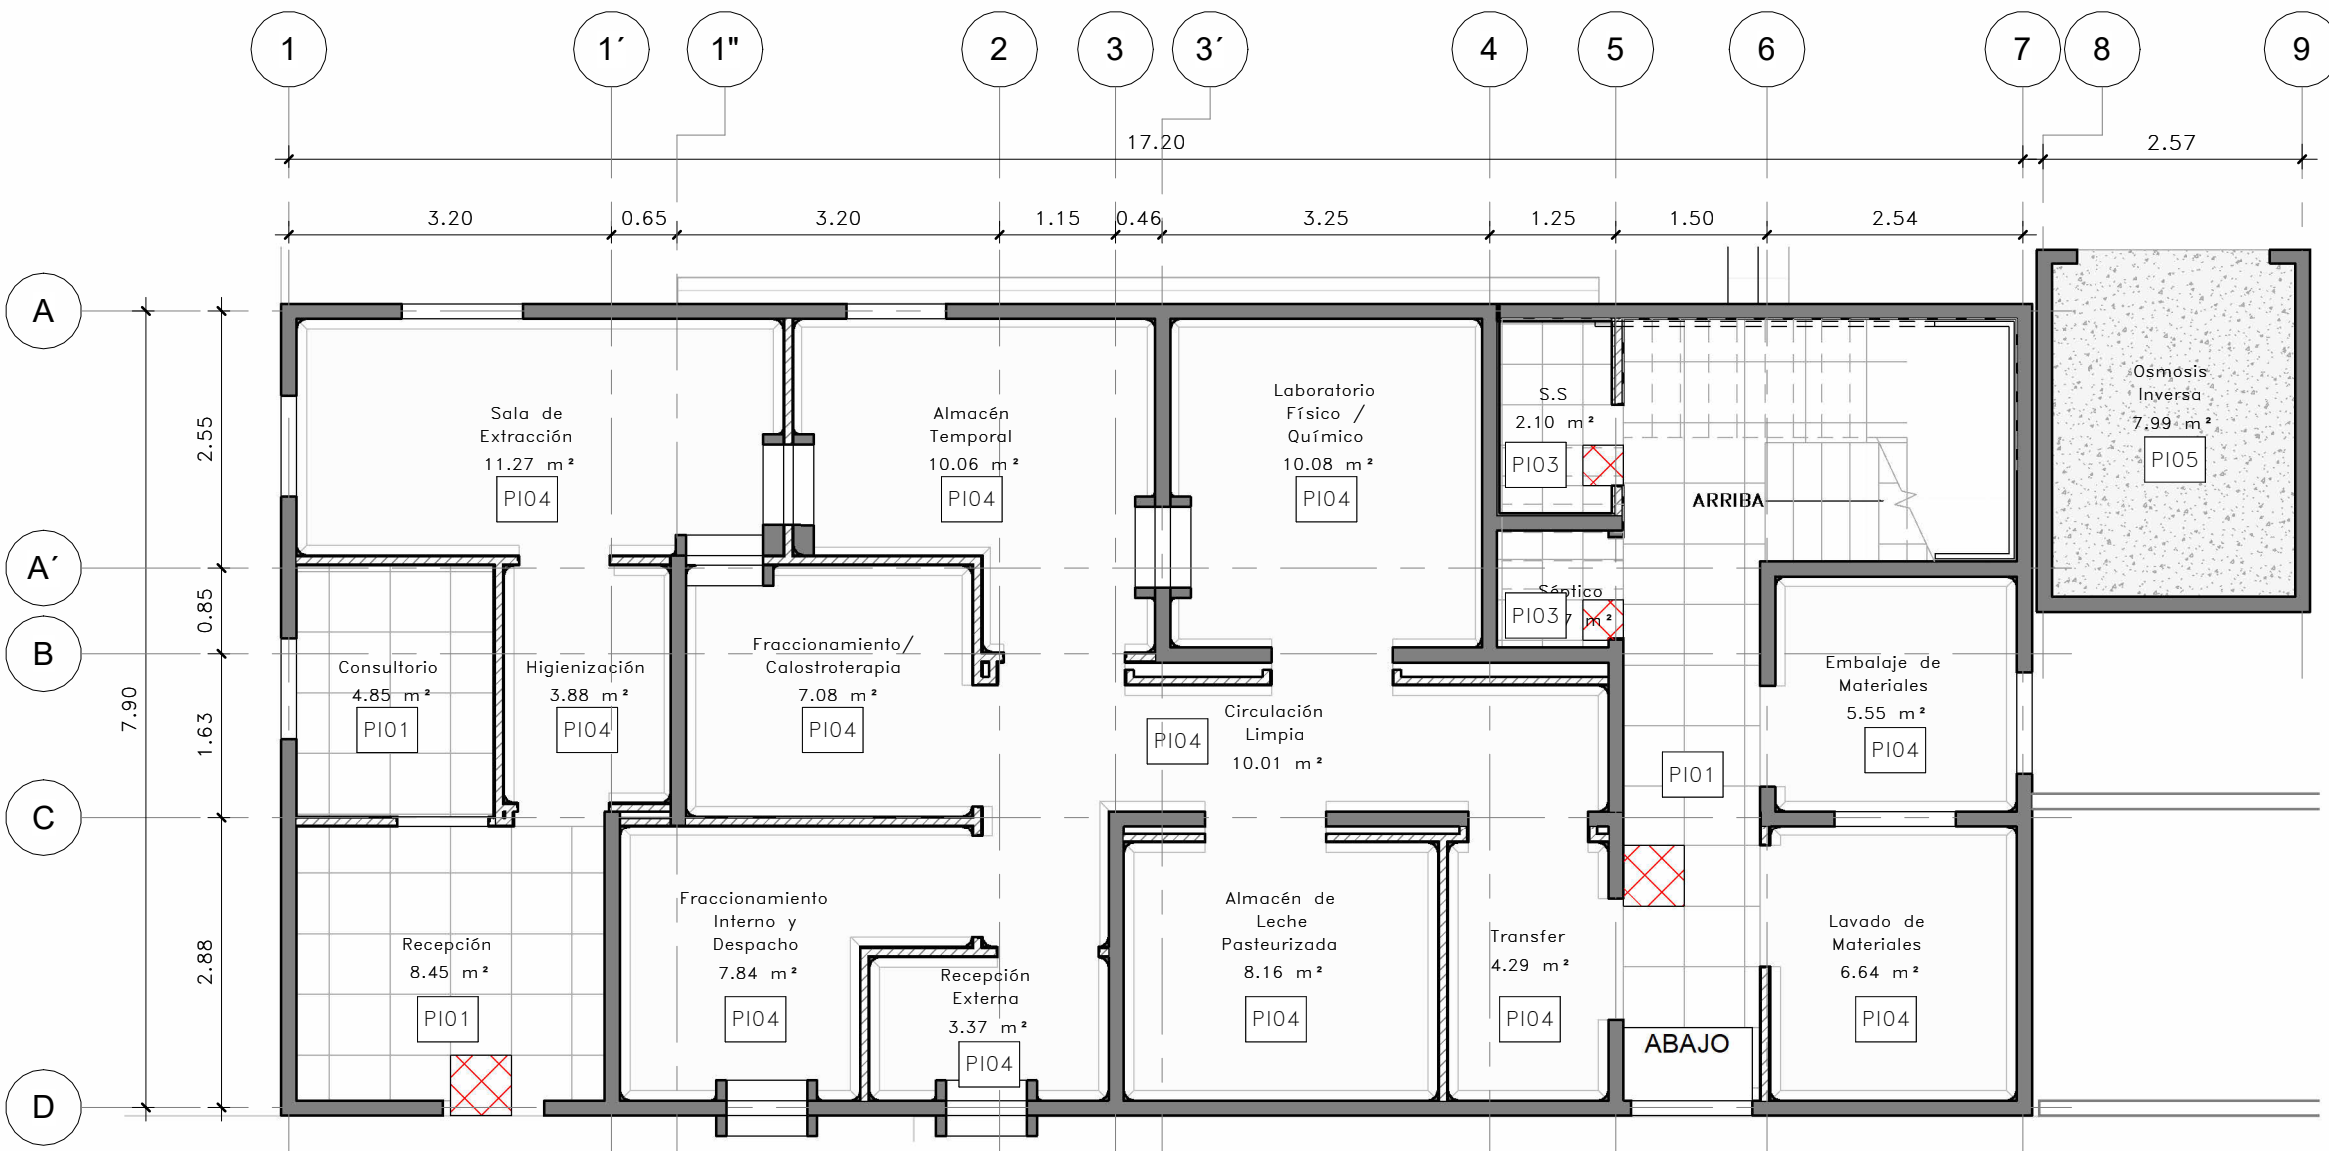 1
1´
1"
2
3
3´
4
5
6
7
8
9
17.20
2.57
3.20
0.65
3.20
1.15
0.46
3.25
1.25
1.50
2.54
A
A´
B
C
D
2.55
0.85
1.63
2.88
7.90
Sala de
Extracción
11.27 m²
PI04
Almacén
Temporal
10.06 m²
PI04
Laboratorio
Físico /
Químico
10.08 m²
PI04
S.S
2.10 m²
PI03
ARRIBA
Osmosis
Inversa
7.99 m²
PI05
Séptico
m²
PI03
Consultorio
4.85 m²
PI01
Higienización
3.88 m²
PI04
Fraccionamiento/
Calostroterapia
7.08 m²
PI04
Circulación
Limpia
10.01 m²
PI04
PI01
Embalaje de
Materiales
5.55 m²
PI04
Recepción
8.45 m²
PI01
Fraccionamiento
Interno y
Despacho
7.84 m²
PI04
Recepción
Externa
3.37 m²
PI04
Almacén de
Leche
Pasteurizada
8.16 m²
PI04
Transfer
4.29 m²
PI04
ABAJO
Lavado de
Materiales
6.64 m²
PI04